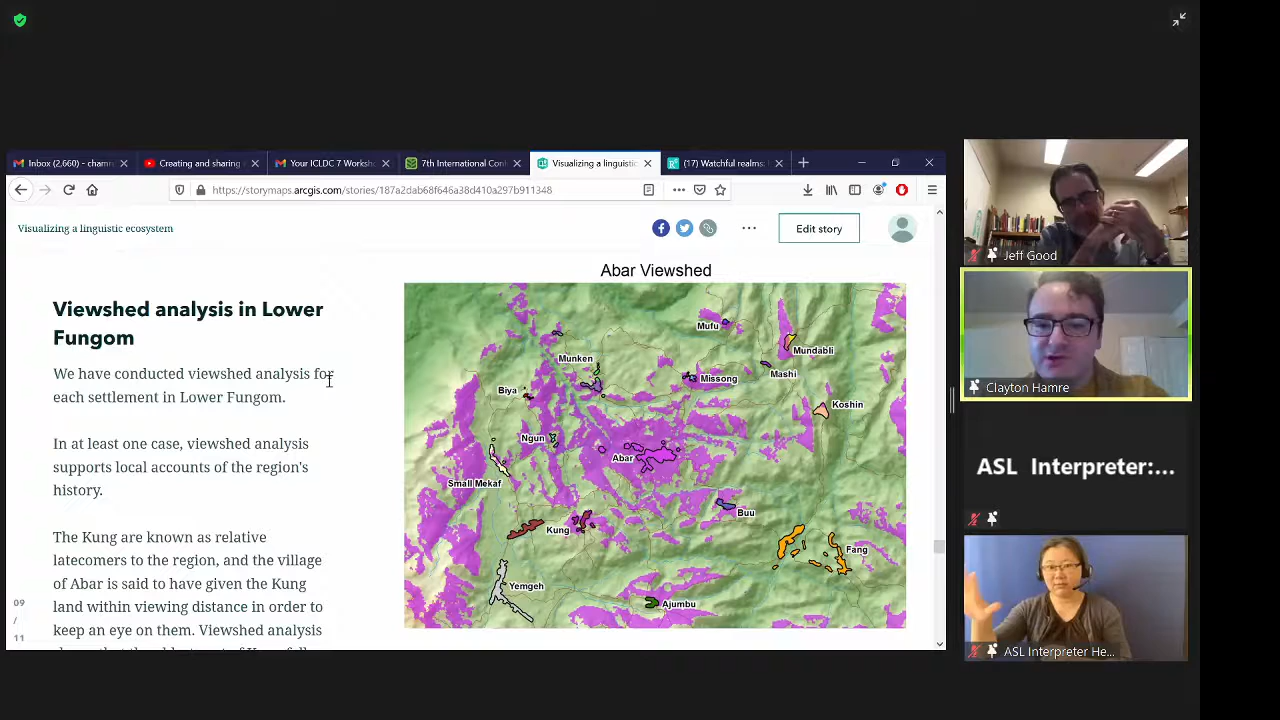 Inbox (2,660) – chamr
Creating and sharing
Your ICLDC 7 Worksh
7th International Con
Visualizing a linguistic
(17) Watchful realms:
https://storymaps.arcgis.com/stories/187a2dab68f646a38d410a297b911348
Visualizing a linguistic ecosystem
Edit story
Viewshed analysis in Lower
Fungom
We have conducted viewshed analysis for
each settlement in Lower Fungom.
In at least one case, viewshed analysis
supports local accounts of the region's
history.
The Kung are known as relative
latecomers to the region, and the village
of Abar is said to have given the Kung
land within viewing distance in order to
keep an eye on them. Viewshed analysis
09
/
11
Abar Viewshed
Mufu
Mundabli
Munken
Mashi
Missong
Biya
Koshin
Ngun
Abar
Small Mekaf
Buu
Kung
Fang
Yemgeh
Ajumbu
Jeff Good
Clayton Hamre
ASL Interpreter:...
ASL Interpreter He...